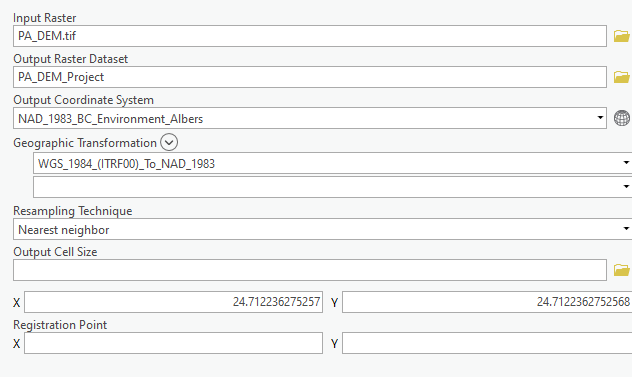 Input Raster
PA_DEM.tif
Output Raster Dataset
PA_DEM_Project
Output Coordinate System
NAD_1983_BC_Environment_Albers
Geographic Transformation
WGS_1984_(ITRF00)_To_NAD_1983
Resampling Technique
Nearest neighbor
Output Cell Size
X 24.712236275257 Y 24.7122362752568
Registration Point
X Y